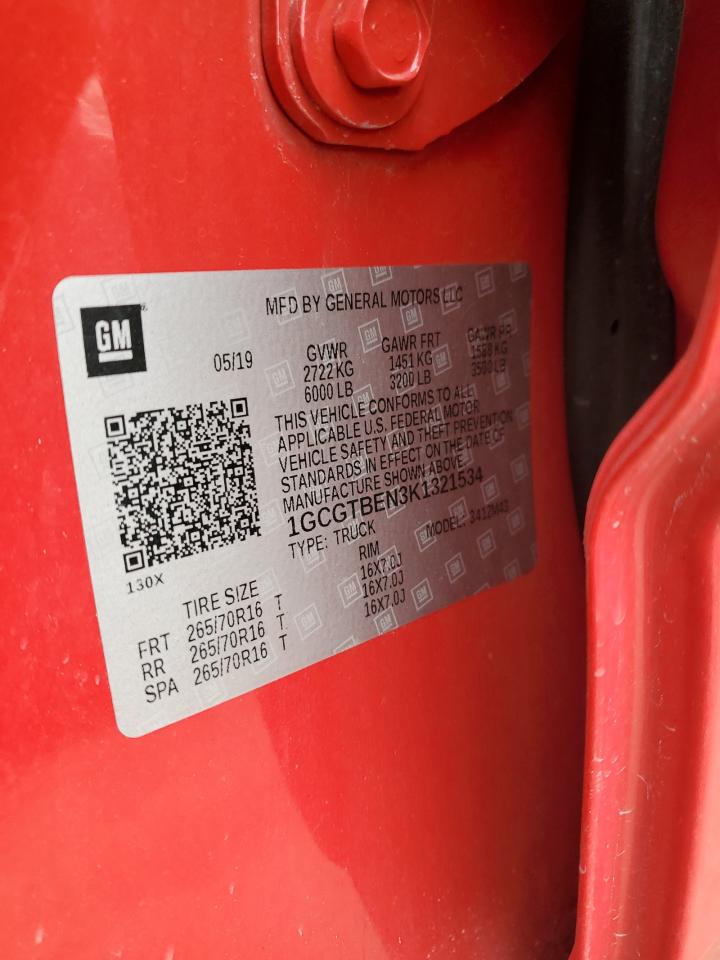 GM
MFD BY GENERAL MOTORS LLC
05/19 GVWR GAWR FRT GAWR RR
2722 KG 1451 KG 1588 KG
6000 LB 3200 LB 3500 LB
THIS VEHICLE CONFORMS TO ALL
APPLICABLE U.S. FEDERAL MOTOR
VEHICLE SAFETY AND THEFT PREVENTION
STANDARDS IN EFFECT ON THE DATE OF
MANUFACTURE SHOWN ABOVE.
1GCGTBEN3K1321534
TYPE: TRUCK MODEL: 3412M43
130X
TIRE SIZE RIM
FRT 265/70R16 T 16X7.0J
RR 265/70R16 T 16X7.0J
SPA 265/70R16 T 16X7.0J